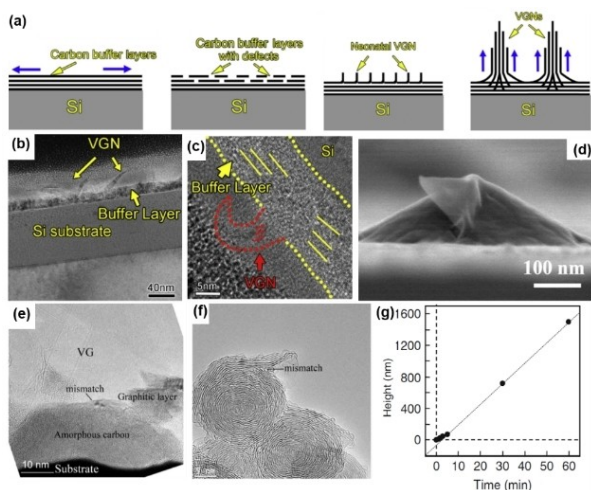 (a)
Carbon buffer layers
Carbon buffer layers
with defects
Neonatal VGN
VGNs
Si
Si
Si
Si
(b)
VGN
Buffer Layer
Si substrate
40nm
(c)
Buffer Layer
Si
VGN
5nm
(d)
100 nm
(e)
VG
mismatch
Graphitic layer
Amorphous carbon
10 nm
Substrate
(f)
mismatch
(g)
1600
1200
800
400
0
Height (nm)
0 10 20 30 40 50 60
Time (min)